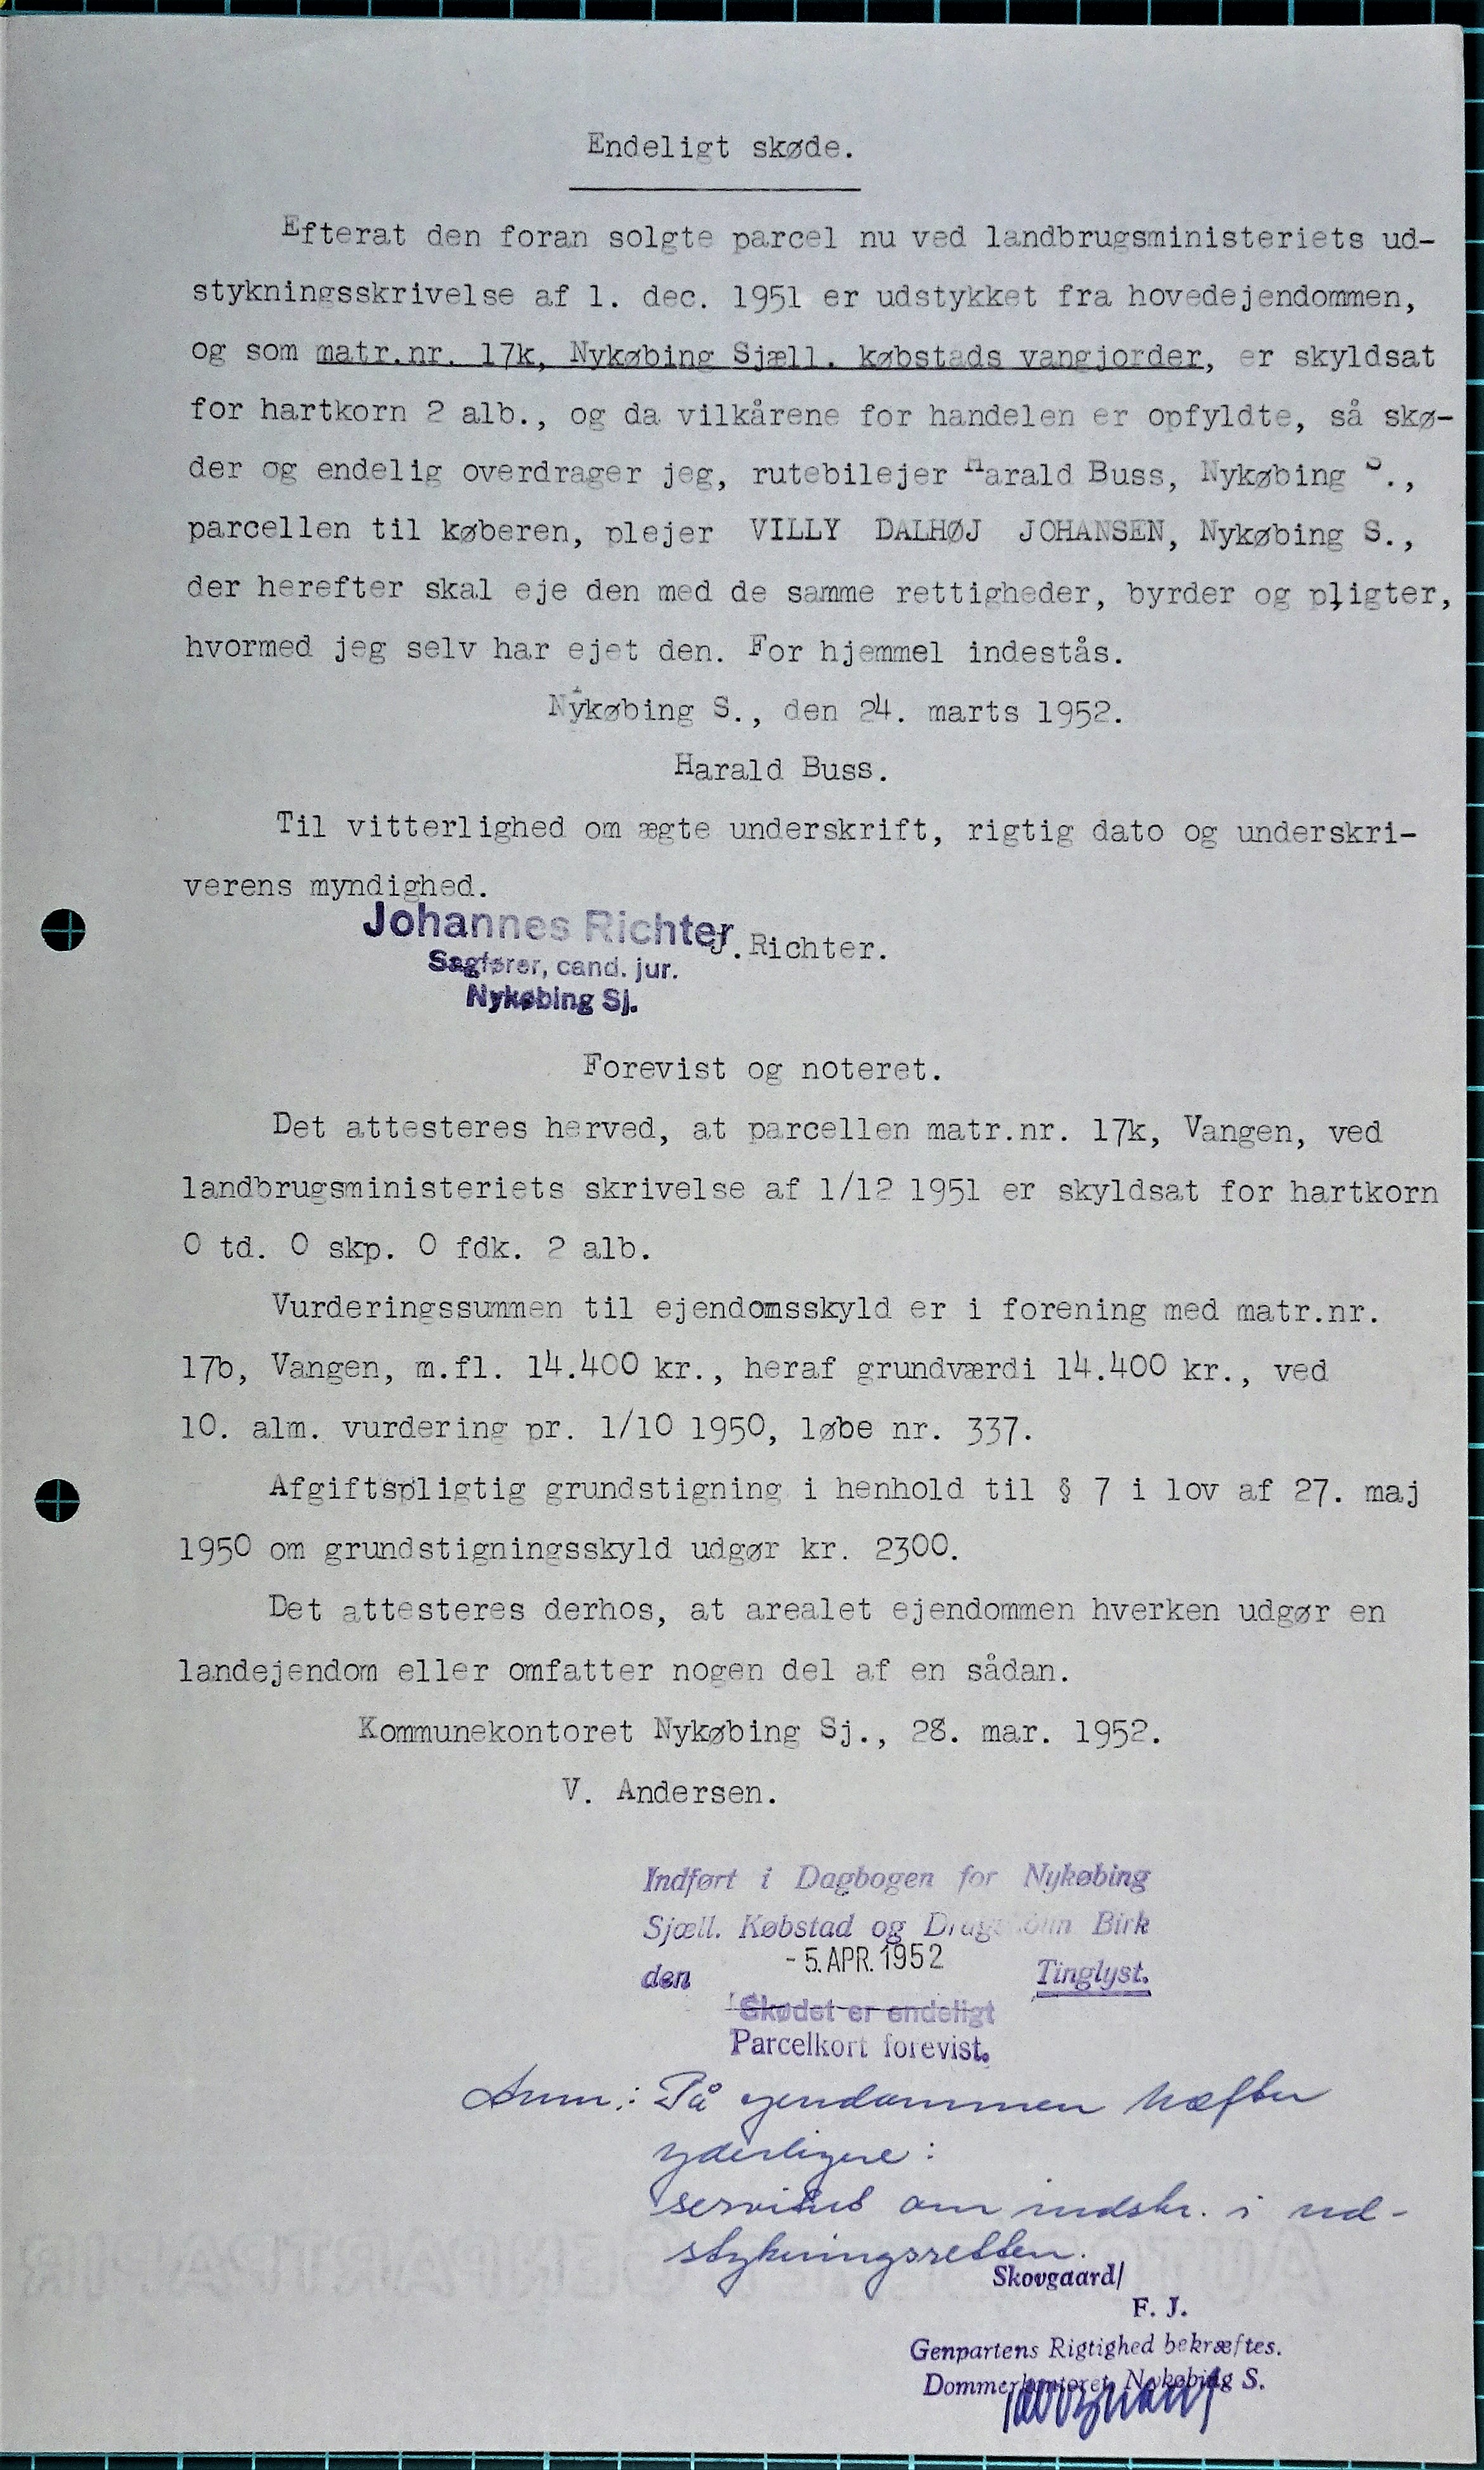 Endeligt skøde.
Efterat den foran solgte parcel nu ved landbrugsministeriets ud-
stykningsskrivelse af 1. dec. 1951 er udstykket fra hovedejendommen,
og som matr.nr. 17k, Nykøbing Sjæll. købstads vangjorder, er skyldsat
for hartkorn 2 alb., og da vilkårene for handelen er opfyldte, så skø-
der og endelig overdrager jeg, rutebilejer Harald Buss, Nykøbing S.,
parcellen til køberen, plejer VILLY DALHØJ JOHANSEN, Nykøbing S.,
der herefter skal eje den med de samme rettigheder, byrder og pligter,
hvormed jeg selv har ejet den. For hjemmel indestås.
Nykøbing S., den 24. marts 1952.
Harald Buss.
Til vitterlighed om ægte underskrift, rigtig dato og underskri-
verens myndighed.
Johannes Richter J. Richter.
Sagfører, cand. jur.
Nykøbing Sj.
Forevist og noteret.
Det attesteres herved, at parcellen matr.nr. 17k, Vangen, ved
landbrugsministeriets skrivelse af 1/12 1951 er skyldsat for hartkorn
0 td. 0 skp. 0 fdk. 2 alb.
Vurderingssummen til ejendomsskyld er i forening med matr.nr.
17b, Vangen, m.fl. 14.400 kr., heraf grundværdi 14.400 kr., ved
10. alm. vurdering pr. 1/10 1950, løbe nr. 337.
Afgiftspligtig grundstigning i henhold til § 7 i lov af 27. maj
1950 om grundstigningsskyld udgør kr. 2300.
Det attesteres derhos, at arealet ejendommen hverken udgør en
landejendom eller omfatter nogen del af en sådan.
Kommunekontoret Nykøbing Sj., 28. mar. 1952.
V. Andersen.
Indført i Dagbogen for Nykøbing
Sjæll. Købstad og Dragsholm Birk
den - 5. APR. 1952 Tinglyst.
Skødet er endeligt
Parcelkort forevist.
Anm.: På ejendommen hæfter
yderligere:
servitut om indskr. i ud-
stykningsretten.
Skovgaard/
F. J.
Genpartens Rigtighed bekræftes.
Dommerkontoret, Nykøbing S.
Skovgaard